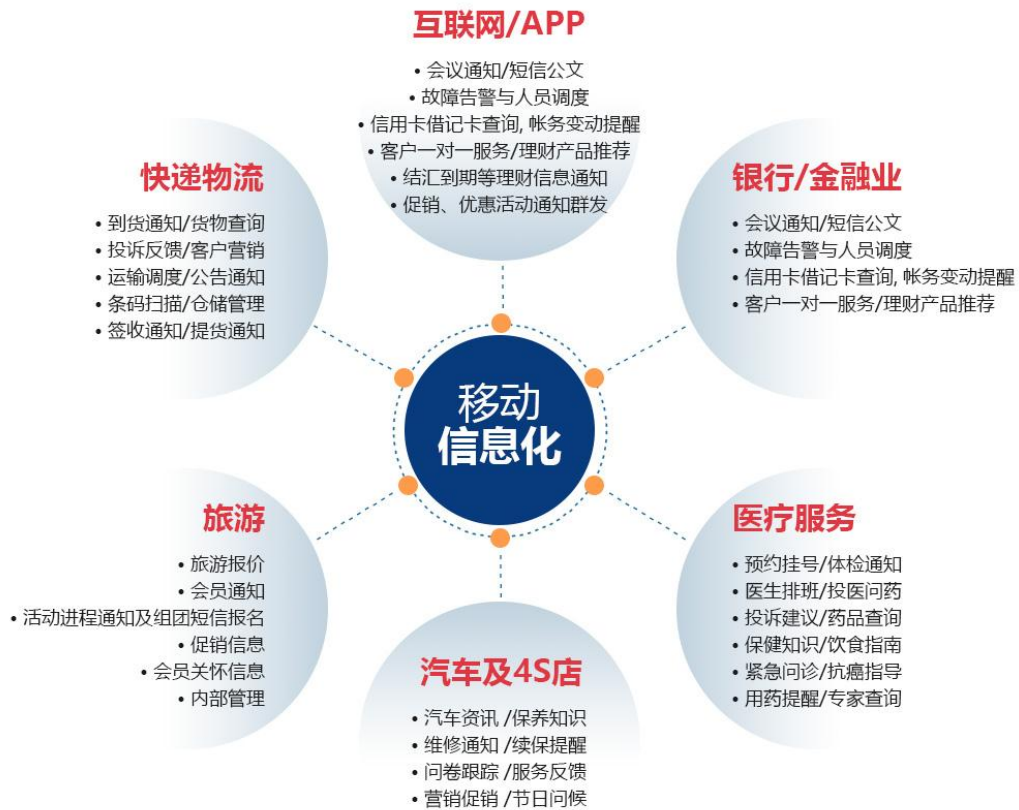 互联网/APP
• 会议通知/短信公文
• 故障告警与人员调度
• 信用卡借记卡查询, 帐务变动提醒
• 客户一对一服务/理财产品推荐
• 结汇到期等理财信息通知
• 促销、优惠活动通知群发
快递物流
• 到货通知/货物查询
• 投诉反馈/客户营销
• 运输调度/公告通知
• 条码扫描/仓储管理
• 签收通知/提货通知
银行/金融业
• 会议通知/短信公文
• 故障告警与人员调度
• 信用卡借记卡查询, 帐务变动提醒
• 客户一对一服务/理财产品推荐
移动
信息化
旅游
• 旅游报价
• 会员通知
• 活动进程通知及组团短信报名
• 促销信息
• 会员关怀信息
• 内部管理
医疗服务
• 预约挂号/体检通知
• 医生排班/投医问药
• 投诉建议/药品查询
• 保健知识/饮食指南
• 紧急问诊/抗癌指导
• 用药提醒/专家查询
汽车及4S店
• 汽车资讯 /保养知识
• 维修通知 /续保提醒
• 问卷跟踪 /服务反馈
• 营销促销 /节日问候